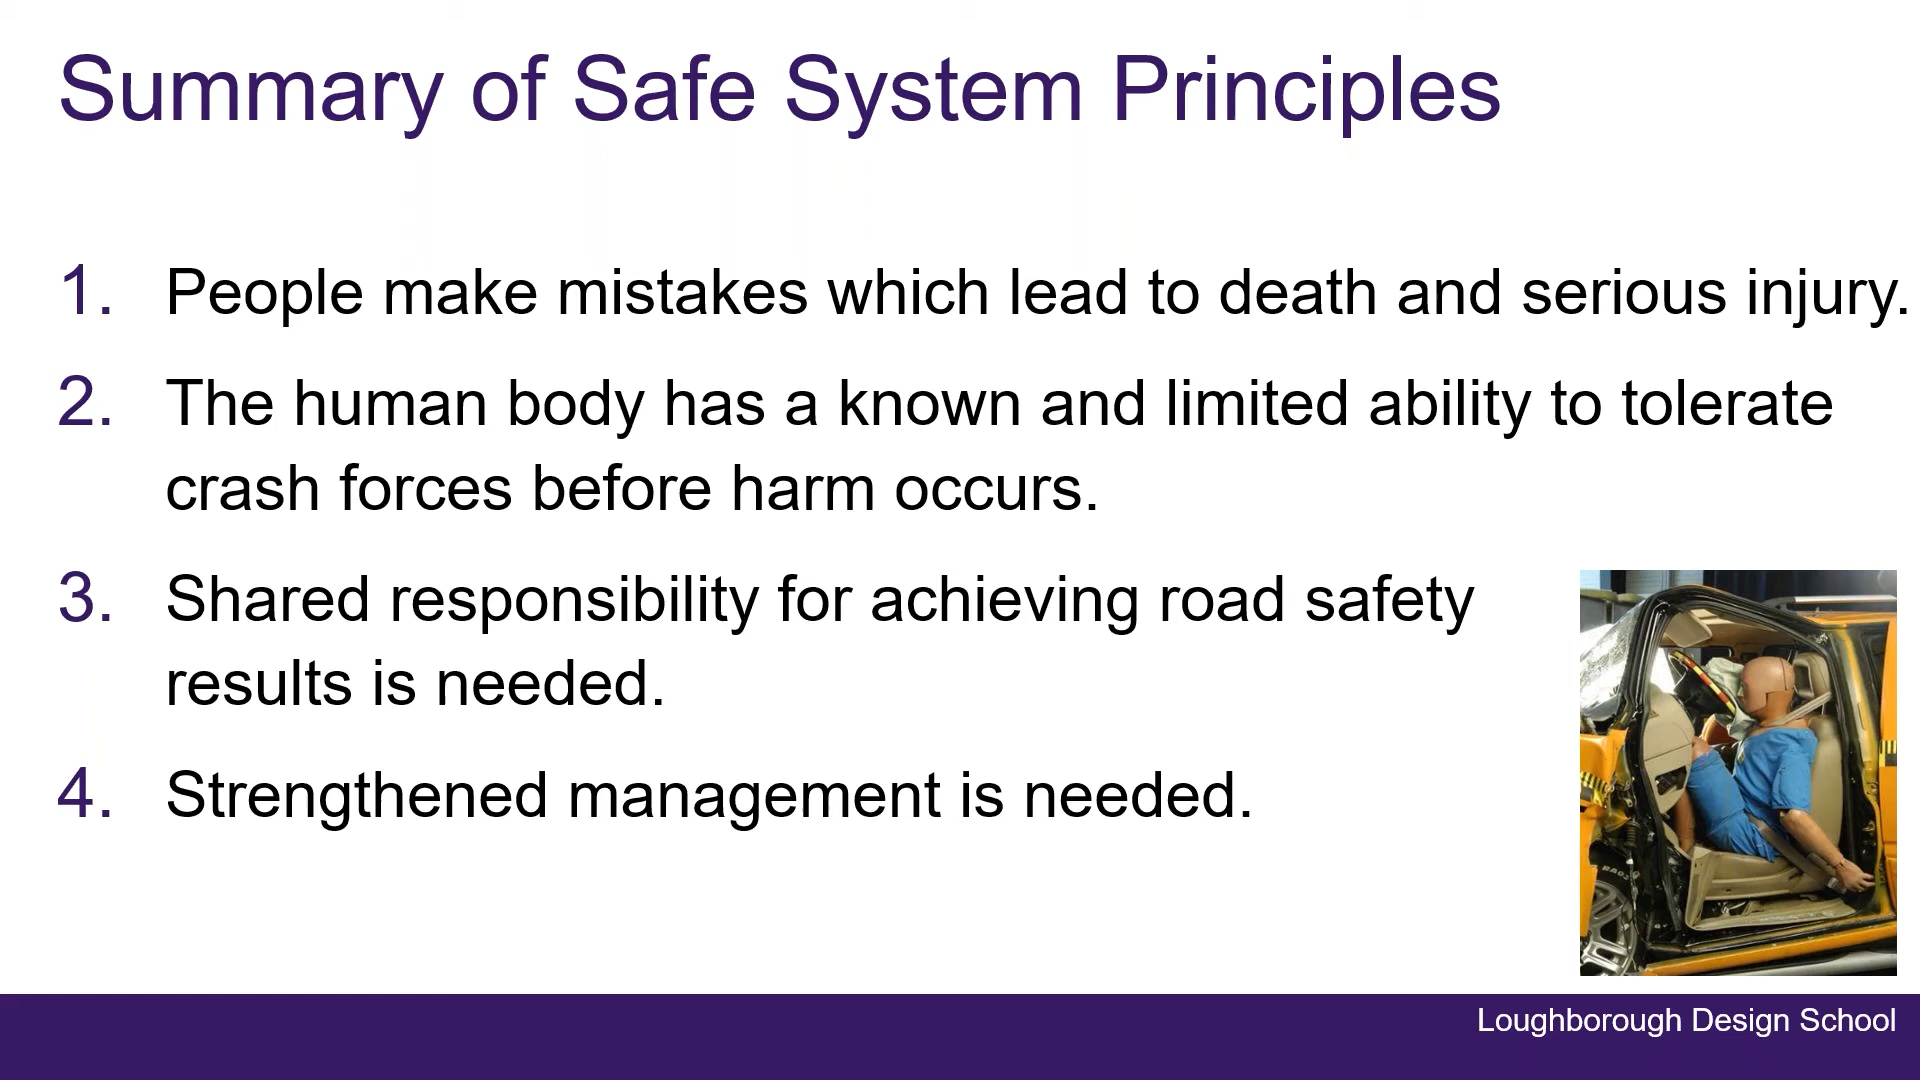 Summary of Safe System Principles
1. People make mistakes which lead to death and serious injury.
2. The human body has a known and limited ability to tolerate
crash forces before harm occurs.
3. Shared responsibility for achieving road safety
results is needed.
4. Strengthened management is needed.
Loughborough Design School